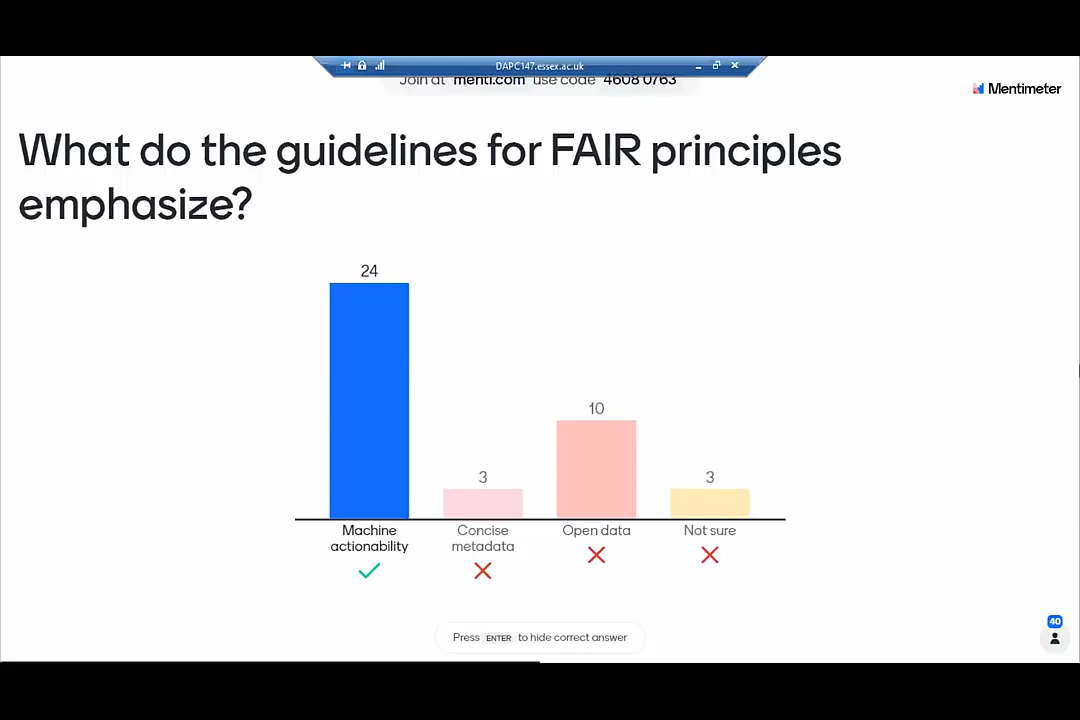 DAPC147.essex.ac.uk
Join at menti.com use code 4608 0763
Mentimeter
What do the guidelines for FAIR principles
emphasize?
24
10
3
3
Machine
actionability
Concise
metadata
Open data
Not sure
Press ENTER to hide correct answer
40